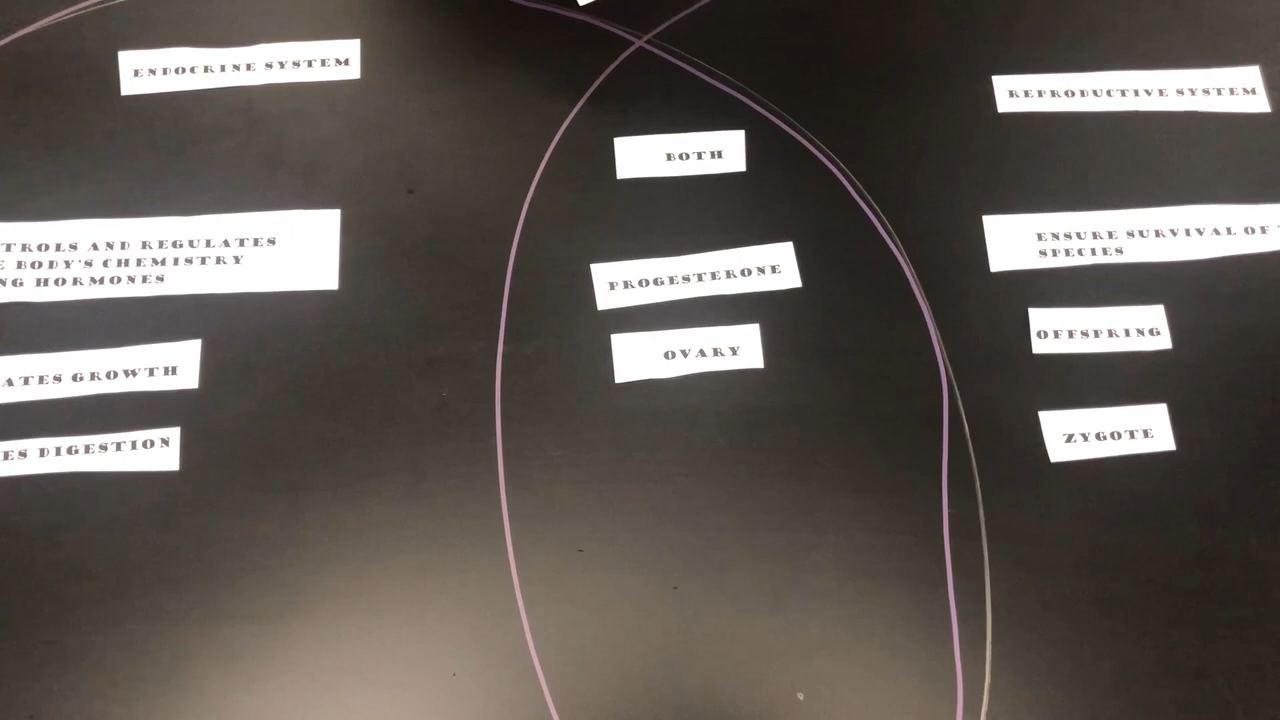 ENDOCRINE SYSTEM
REPRODUCTIVE SYSTEM
BOTH
TROLS AND REGULATES
E BODY'S CHEMISTRY
NG HORMONES
ATES GROWTH
ES DIGESTION
PROGESTERONE
OVARY
ENSURE SURVIVAL OF
SPECIES
OFFSPRING
ZYGOTE